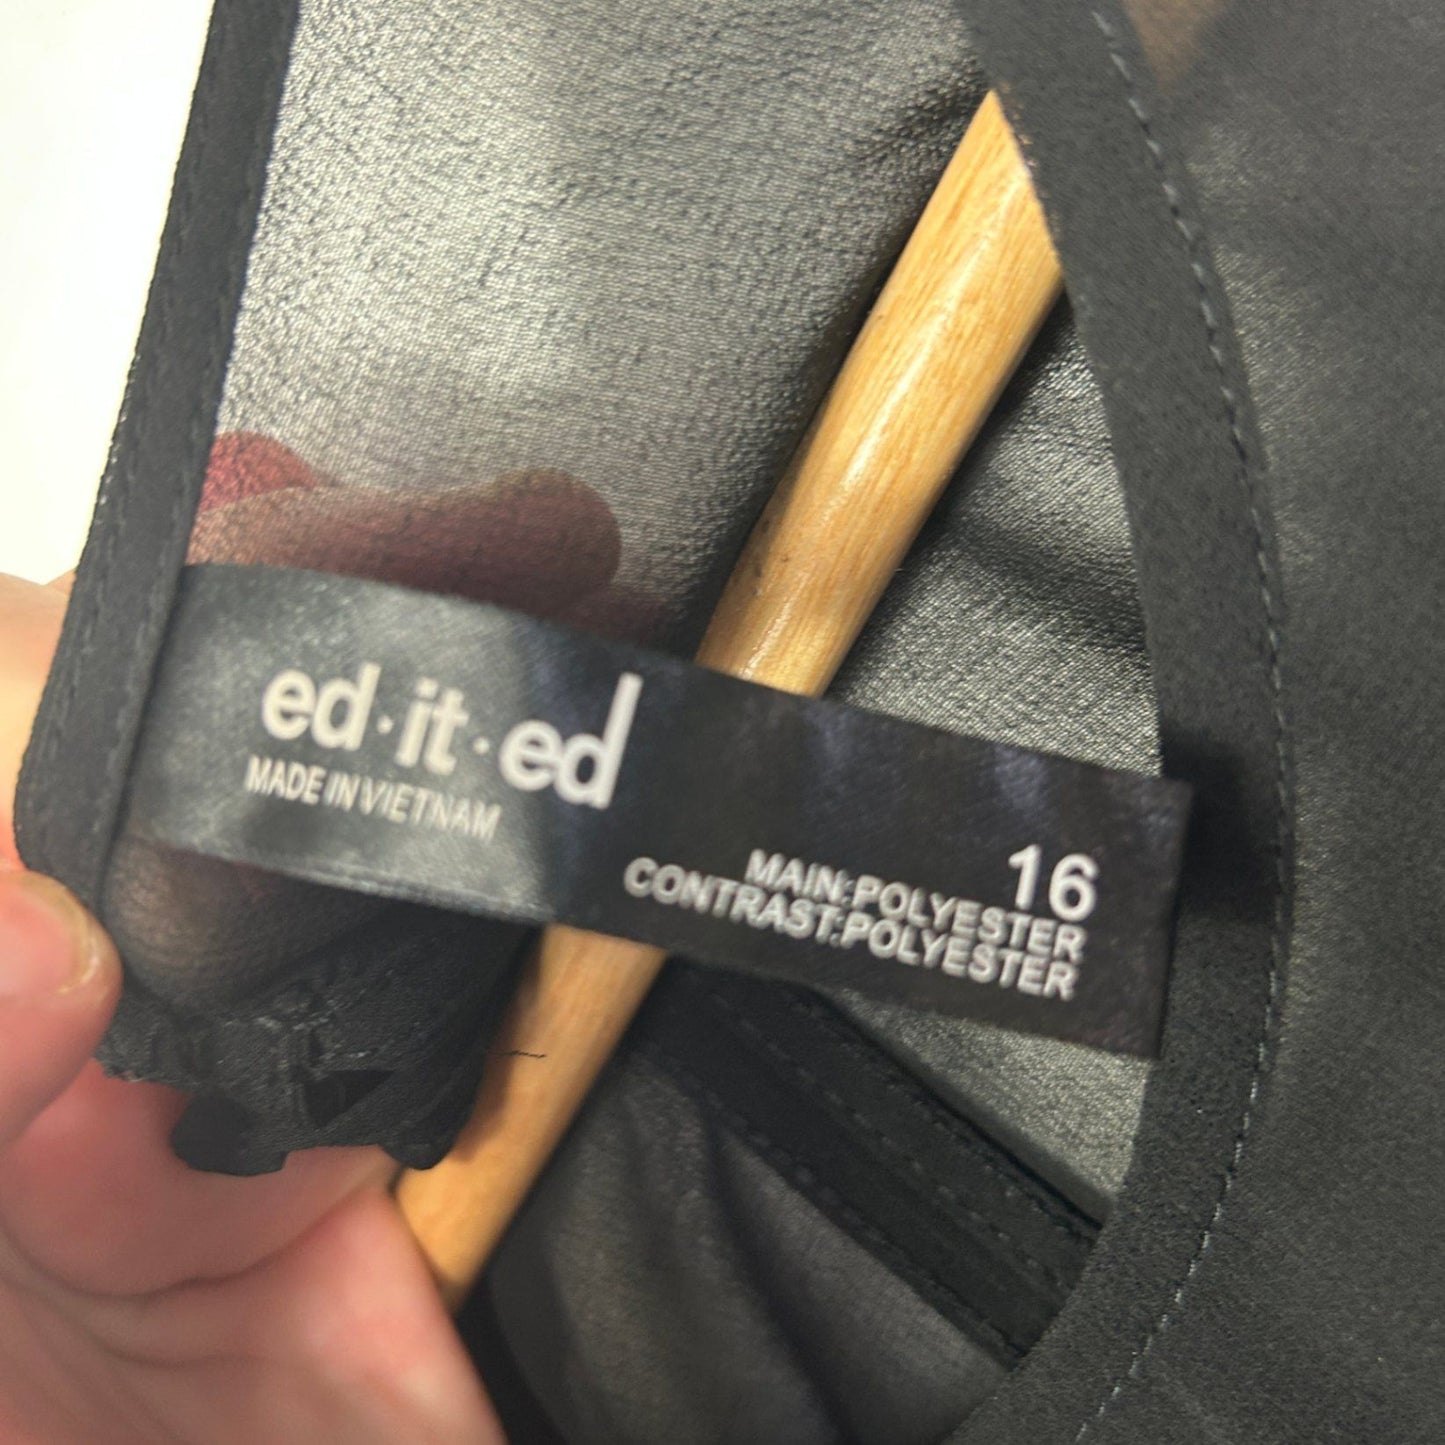 ed·it·ed
MADE IN VIETNAM
16
MAIN:POLYESTER
CONTRAST:POLYESTER